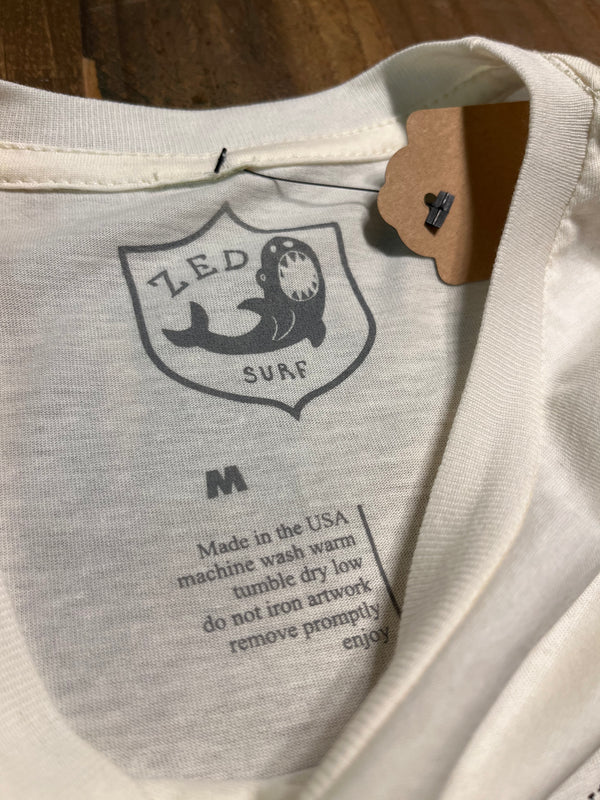 ZED
SURF
M
Made in the USA
machine wash warm
tumble dry low
do not iron artwork
remove promptly
enjoy